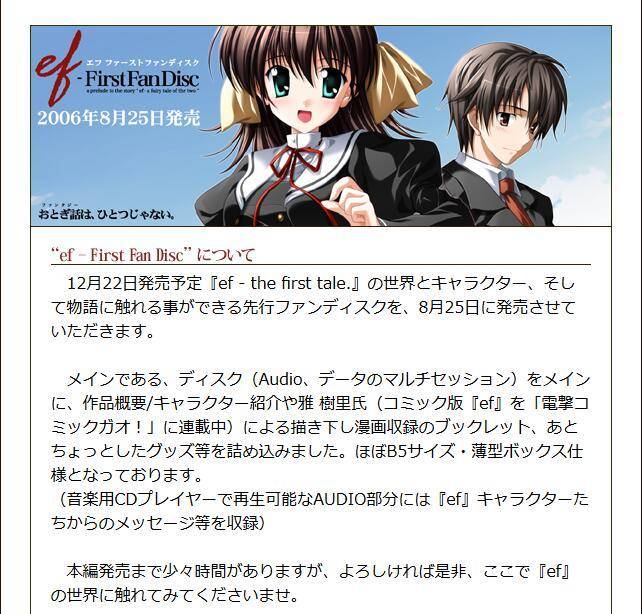 ef
エフ ファーストファンディスク
- First Fan Disc
a prelude to the story "ef - a fairy tale of the two."
2006年8月25日発売
ファンタジー
おとぎ話は、ひとつじゃない。
“ef – First Fan Disc” について
12月22日発売予定『ef - the first tale.』の世界とキャラクター、そし
て物語に触れる事ができる先行ファンディスクを、8月25日に発売させて
いただきます。
メインである、ディスク（Audio、データのマルチセッション）をメイン
に、作品概要/キャラクター紹介や雅 樹里氏（コミック版『ef』を「電撃コ
ミックガオ！」に連載中）による描き下し漫画収録のブックレット、あと
ちょっとしたグッズ等を詰め込みました。ほぼB5サイズ・薄型ボックス仕
様となっております。
（音楽用CDプレイヤーで再生可能なAUDIO部分には『ef』キャラクターた
ちからのメッセージ等を収録）
本編発売まで少々時間がありますが、よろしければ是非、ここで『ef』
の世界に触れてみてくださいませ。